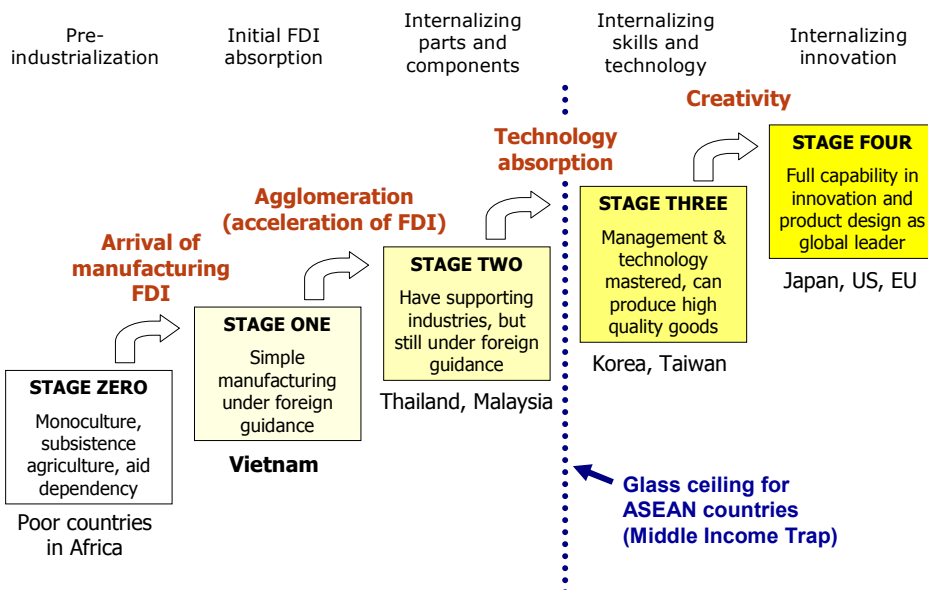 Pre-
industrialization
Initial FDI
absorption
Internalizing
parts and
components
Internalizing
skills and
technology
Internalizing
innovation
Arrival of
manufacturing
FDI
Agglomeration
(acceleration of FDI)
Technology
absorption
Creativity
STAGE ZERO
Monoculture,
subsistence
agriculture, aid
dependency
Poor countries
in Africa
STAGE ONE
Simple
manufacturing
under foreign
guidance
Vietnam
STAGE TWO
Have supporting
industries, but
still under foreign
guidance
Thailand, Malaysia
STAGE THREE
Management &
technology
mastered, can
produce high
quality goods
Korea, Taiwan
STAGE FOUR
Full capability in
innovation and
product design as
global leader
Japan, US, EU
Glass ceiling for
ASEAN countries
(Middle Income Trap)